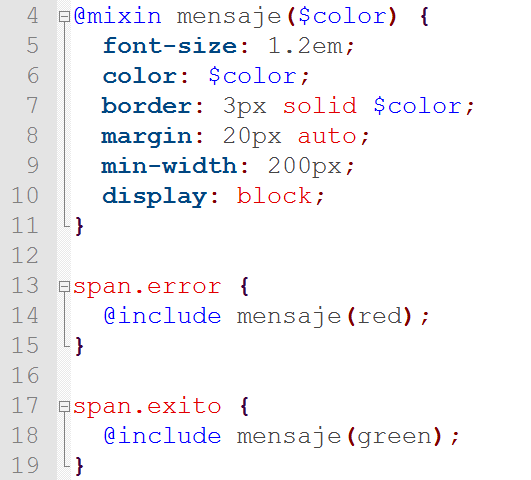 4 @mixin mensaje($color) {
5   font-size: 1.2em;
6   color: $color;
7   border: 3px solid $color;
8   margin: 20px auto;
9   min-width: 200px;
10   display: block;
11 }
12
13 span.error {
14   @include mensaje(red);
15 }
16
17 span.exito {
18   @include mensaje(green);
19 }